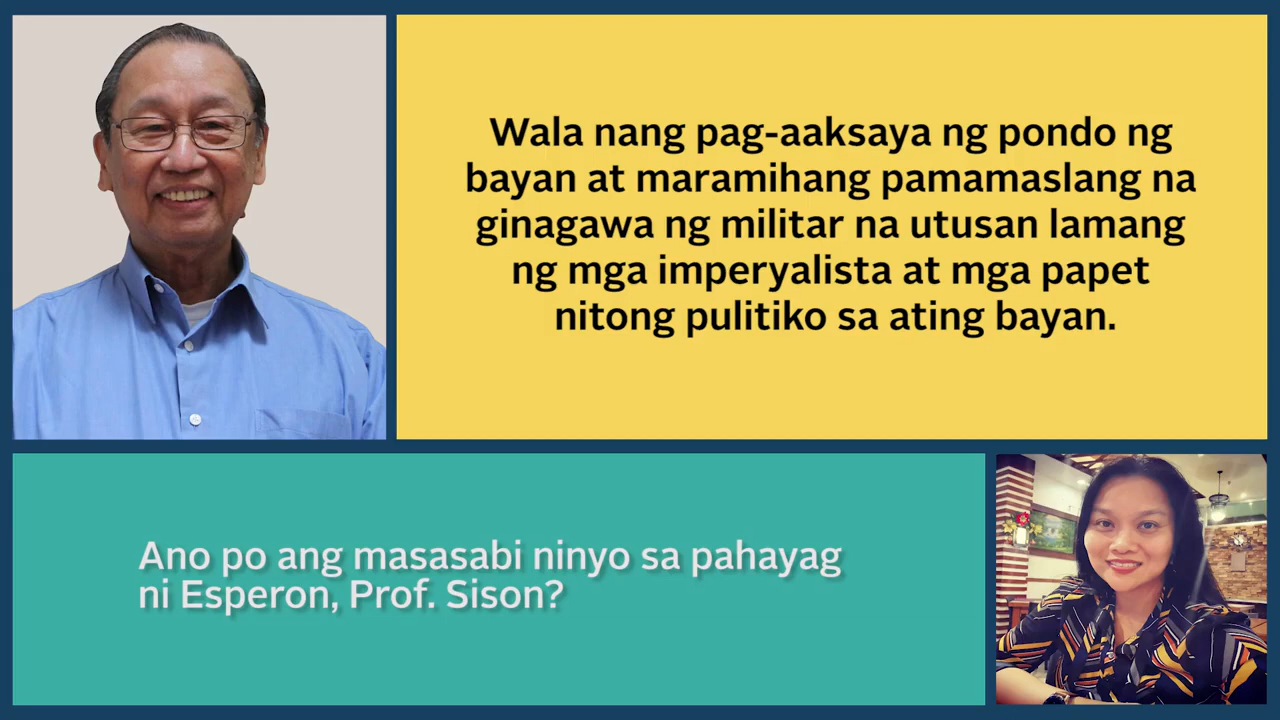 Wala nang pag-aaksaya ng pondo ng
bayan at maramihang pamamaslang na
ginagawa ng militar na utusan lamang
ng mga imperyalista at mga papet
nitong pulitiko sa ating bayan.
Ano po ang masasabi ninyo sa pahayag
ni Esperon, Prof. Sison?